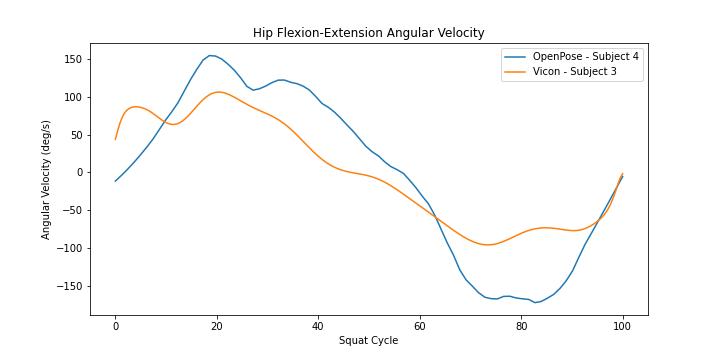 Hip Flexion-Extension Angular Velocity
OpenPose - Subject 4
Vicon - Subject 3
150
100
50
0
−50
−100
−150
Angular Velocity (deg/s)
0 20 40 60 80 100
Squat Cycle